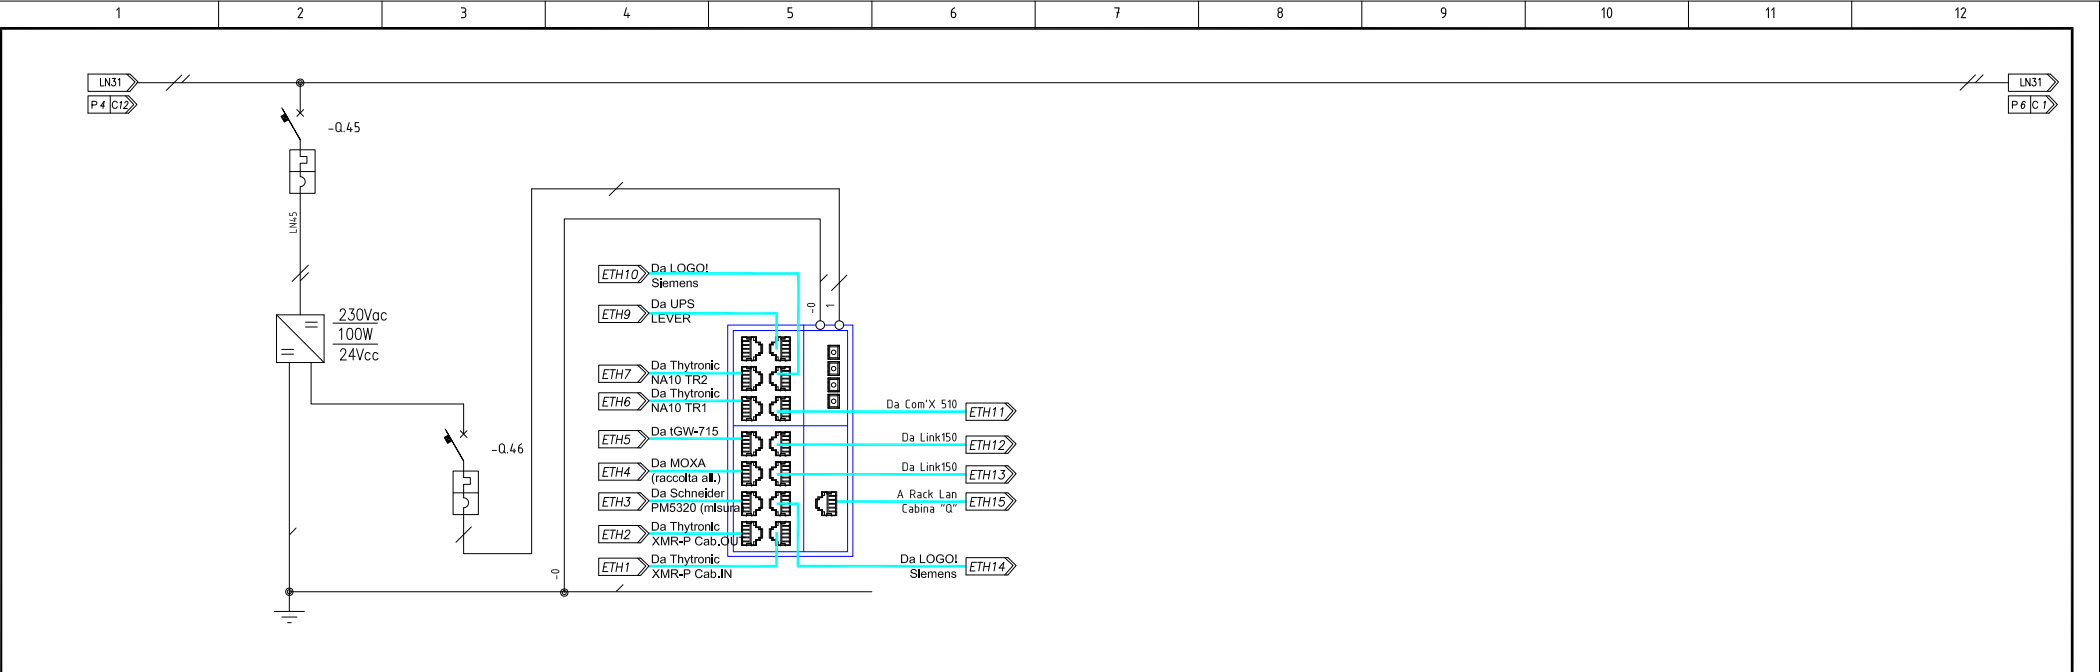 1 2 3 4 5 6 7 8 9 10 11 12
LN31
P 4 C12
LN31
P 6 C 1
-Q.45
LN45
230Vac
100W
24Vcc
-Q.46
-0
-0
1
ETH10 Da LOGO!
Siemens
ETH9 Da UPS
LEVER
ETH7 Da Thytronic
NA10 TR2
ETH6 Da Thytronic
NA10 TR1
ETH5 Da tGW-715
ETH4 Da MOXA
(raccolta all.)
ETH3 Da Schneider
PM5320 (misura
ETH2 Da Thytronic
XMR-P Cab.OUT
ETH1 Da Thytronic
XMR-P Cab.IN
Da Com'X 510 ETH11
Da Link150 ETH12
Da Link150 ETH13
A Rack Lan
Cabina "Q" ETH15
Da LOGO!
Siemens ETH14